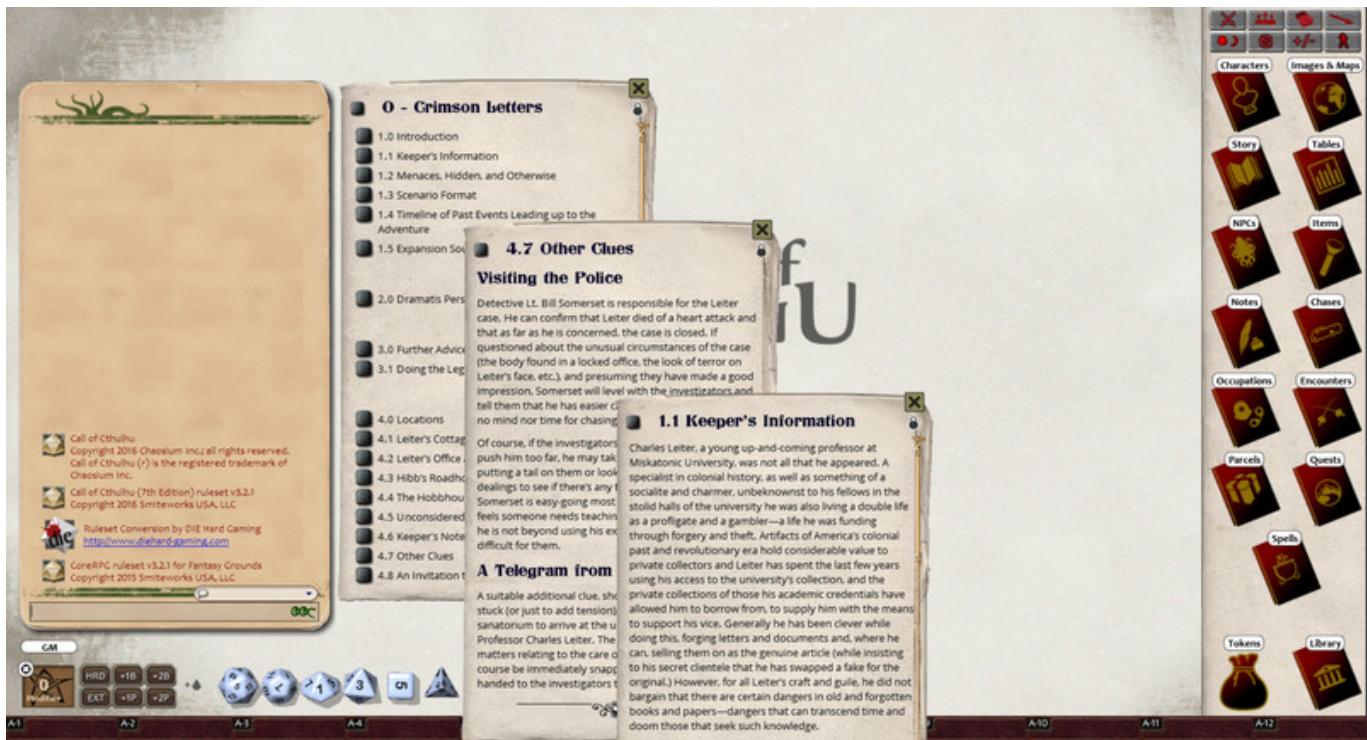 Call of Cthulhu
Copyright 2016 Chaosium Inc.; all rights reserved.
Call of Cthulhu (r) is the registered trademark of
Chaosium Inc.
Call of Cthulhu (7th Edition) ruleset v3.2.1
Copyright 2016 Smiteworks USA, LLC
Ruleset Conversion by DIE Hard Gaming
http://www.diehard-gaming.com
CoreRPG ruleset v3.2.1 for Fantasy Grounds
Copyright 2015 Smiteworks USA, LLC
GM
0
Modifiers
HRD +1B +2B
EXT +1P +2P
0 - Crimson Letters
1.0 Introduction
1.1 Keeper's Information
1.2 Menaces, Hidden, and Otherwise
1.3 Scenario Format
1.4 Timeline of Past Events Leading up to the
Adventure
1.5 Expansion Sou
2.0 Dramatis Pers
3.0 Further Advice
3.1 Doing the Leg
4.0 Locations
4.1 Leiter's Cottag
4.2 Leiter's Office
4.3 Hibb's Roadho
4.4 The Hobbhou
4.5 Unconsidered
4.6 Keeper's Note
4.7 Other Clues
4.8 An Invitation t
4.7 Other Clues
Visiting the Police
Detective Lt. Bill Somerset is responsible for the Leiter
case. He can confirm that Leiter died of a heart attack and
that as far as he is concerned, the case is closed. If
questioned about the unusual circumstances of the case
(the body found in a locked office, the look of terror on
Leiter's face, etc.), and presuming they have made a good
impression, Somerset will level with the investigators and
tell them that he has easier c
no mind nor time for chasing
Of course, if the investigators
push him too far, he may tak
putting a tail on them or look
dealings to see if there's any f
Somerset is easy-going most
feels someone needs teachin
he is not beyond using his ex
difficult for them.
A Telegram from
A suitable additional clue, sho
stuck (or just to add tension)
sanatorium to arrive at the u
Professor Charles Leiter. The
matters relating to the care o
course be immediately snapp
handed to the investigators t
1.1 Keeper's Information
Charles Leiter, a young up-and-coming professor at
Miskatonic University, was not all that he appeared. A
specialist in colonial history, as well as something of a
socialite and charmer, unbeknownst to his fellows in the
stolid halls of the university he was also living a double life
as a profligate and a gambler—a life he was funding
through forgery and theft. Artifacts of America's colonial
past and revolutionary era hold considerable value to
private collectors and Leiter has spent the last few years
using his access to the university's collection, and the
private collections of those his academic credentials have
allowed him to borrow from, to supply him with the means
to support his vice. Generally he has been clever while
doing this, forging letters and documents and, where he
can, selling them on as the genuine article (while insisting
to his secret clientele that he has swapped a fake for the
original.) However, for all Leiter's craft and guile, he did not
bargain that there are certain dangers in old and forgotten
books and papers—dangers that can transcend time and
doom those that seek such knowledge.
f
U
+/-
Characters Images & Maps
Story Tables
NPCs Items
Notes Chases
Occupations Encounters
Parcels Quests
Spells
Tokens Library
A-1 A-2 A-3 A-4 A-10 A-11 A-12